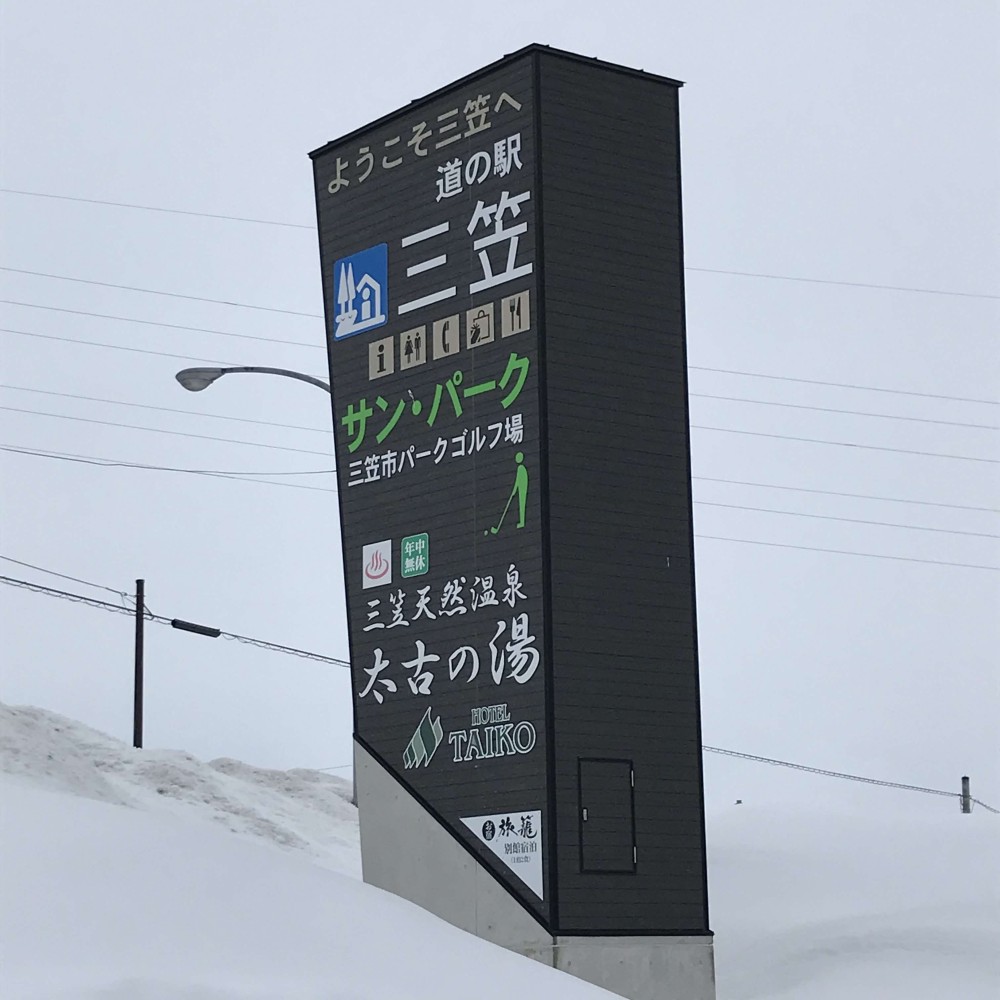 ようこそ三笠へ
道の駅
三笠
i
サン・パーク
三笠市パークゴルフ場
年中
無休
三笠天然温泉
太古の湯
HOTEL
TAIKO
旅籠
別館宿泊